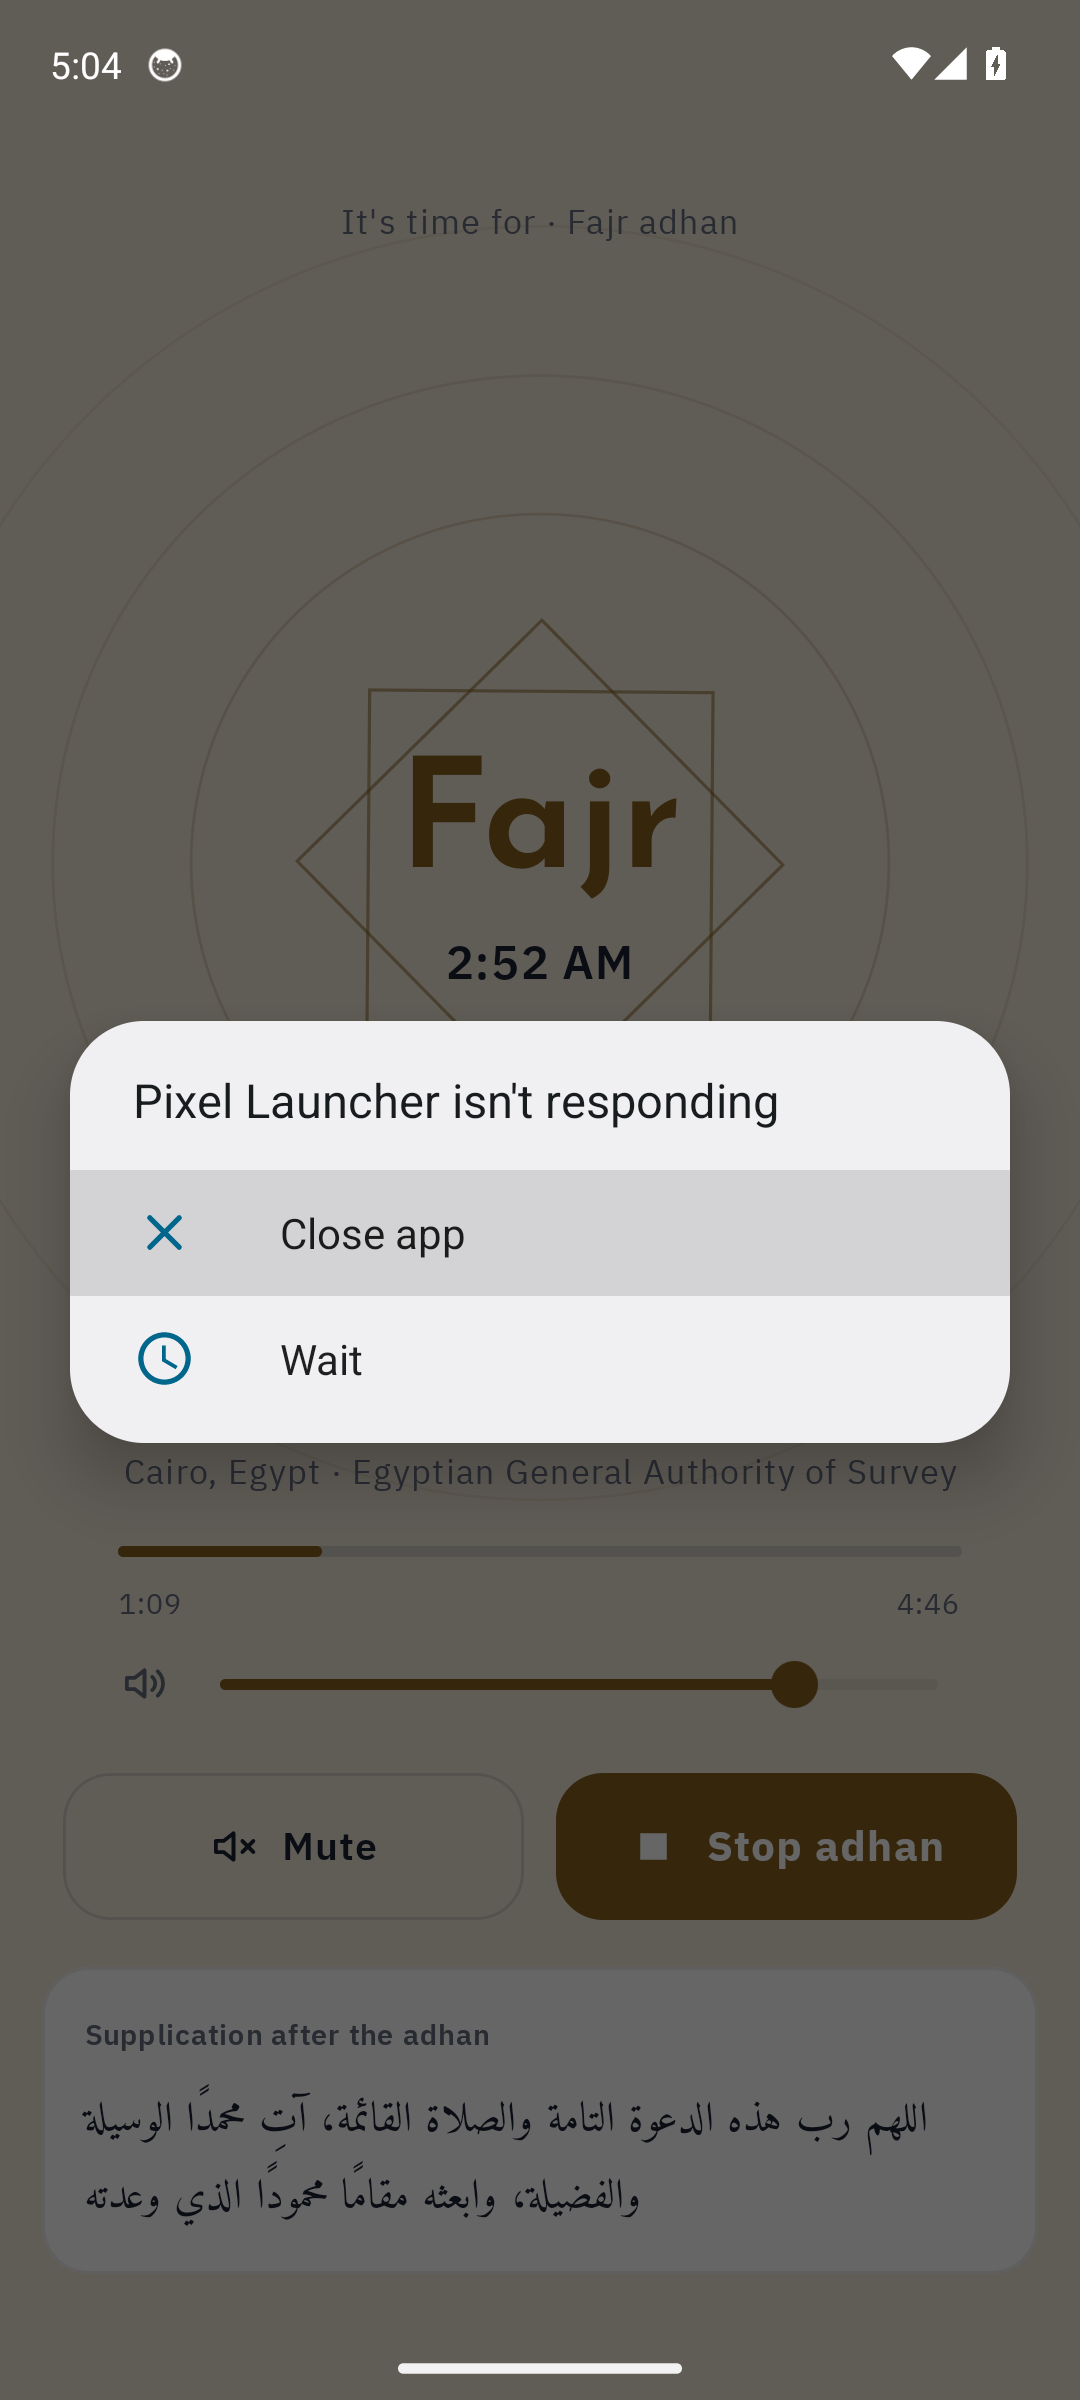 5:04
It's time for · Fajr adhan
Fajr
2:52 AM
Pixel Launcher isn't responding
Close app
Wait
Cairo, Egypt · Egyptian General Authority of Survey
1:09
4:46
Mute
Stop adhan
Supplication after the adhan
اللهم رب هذه الدعوة التامة والصلاة القائمة، آتِ محمدًا الوسيلة
والفضيلة، وابعثه مقامًا محمودًا الذي وعدته